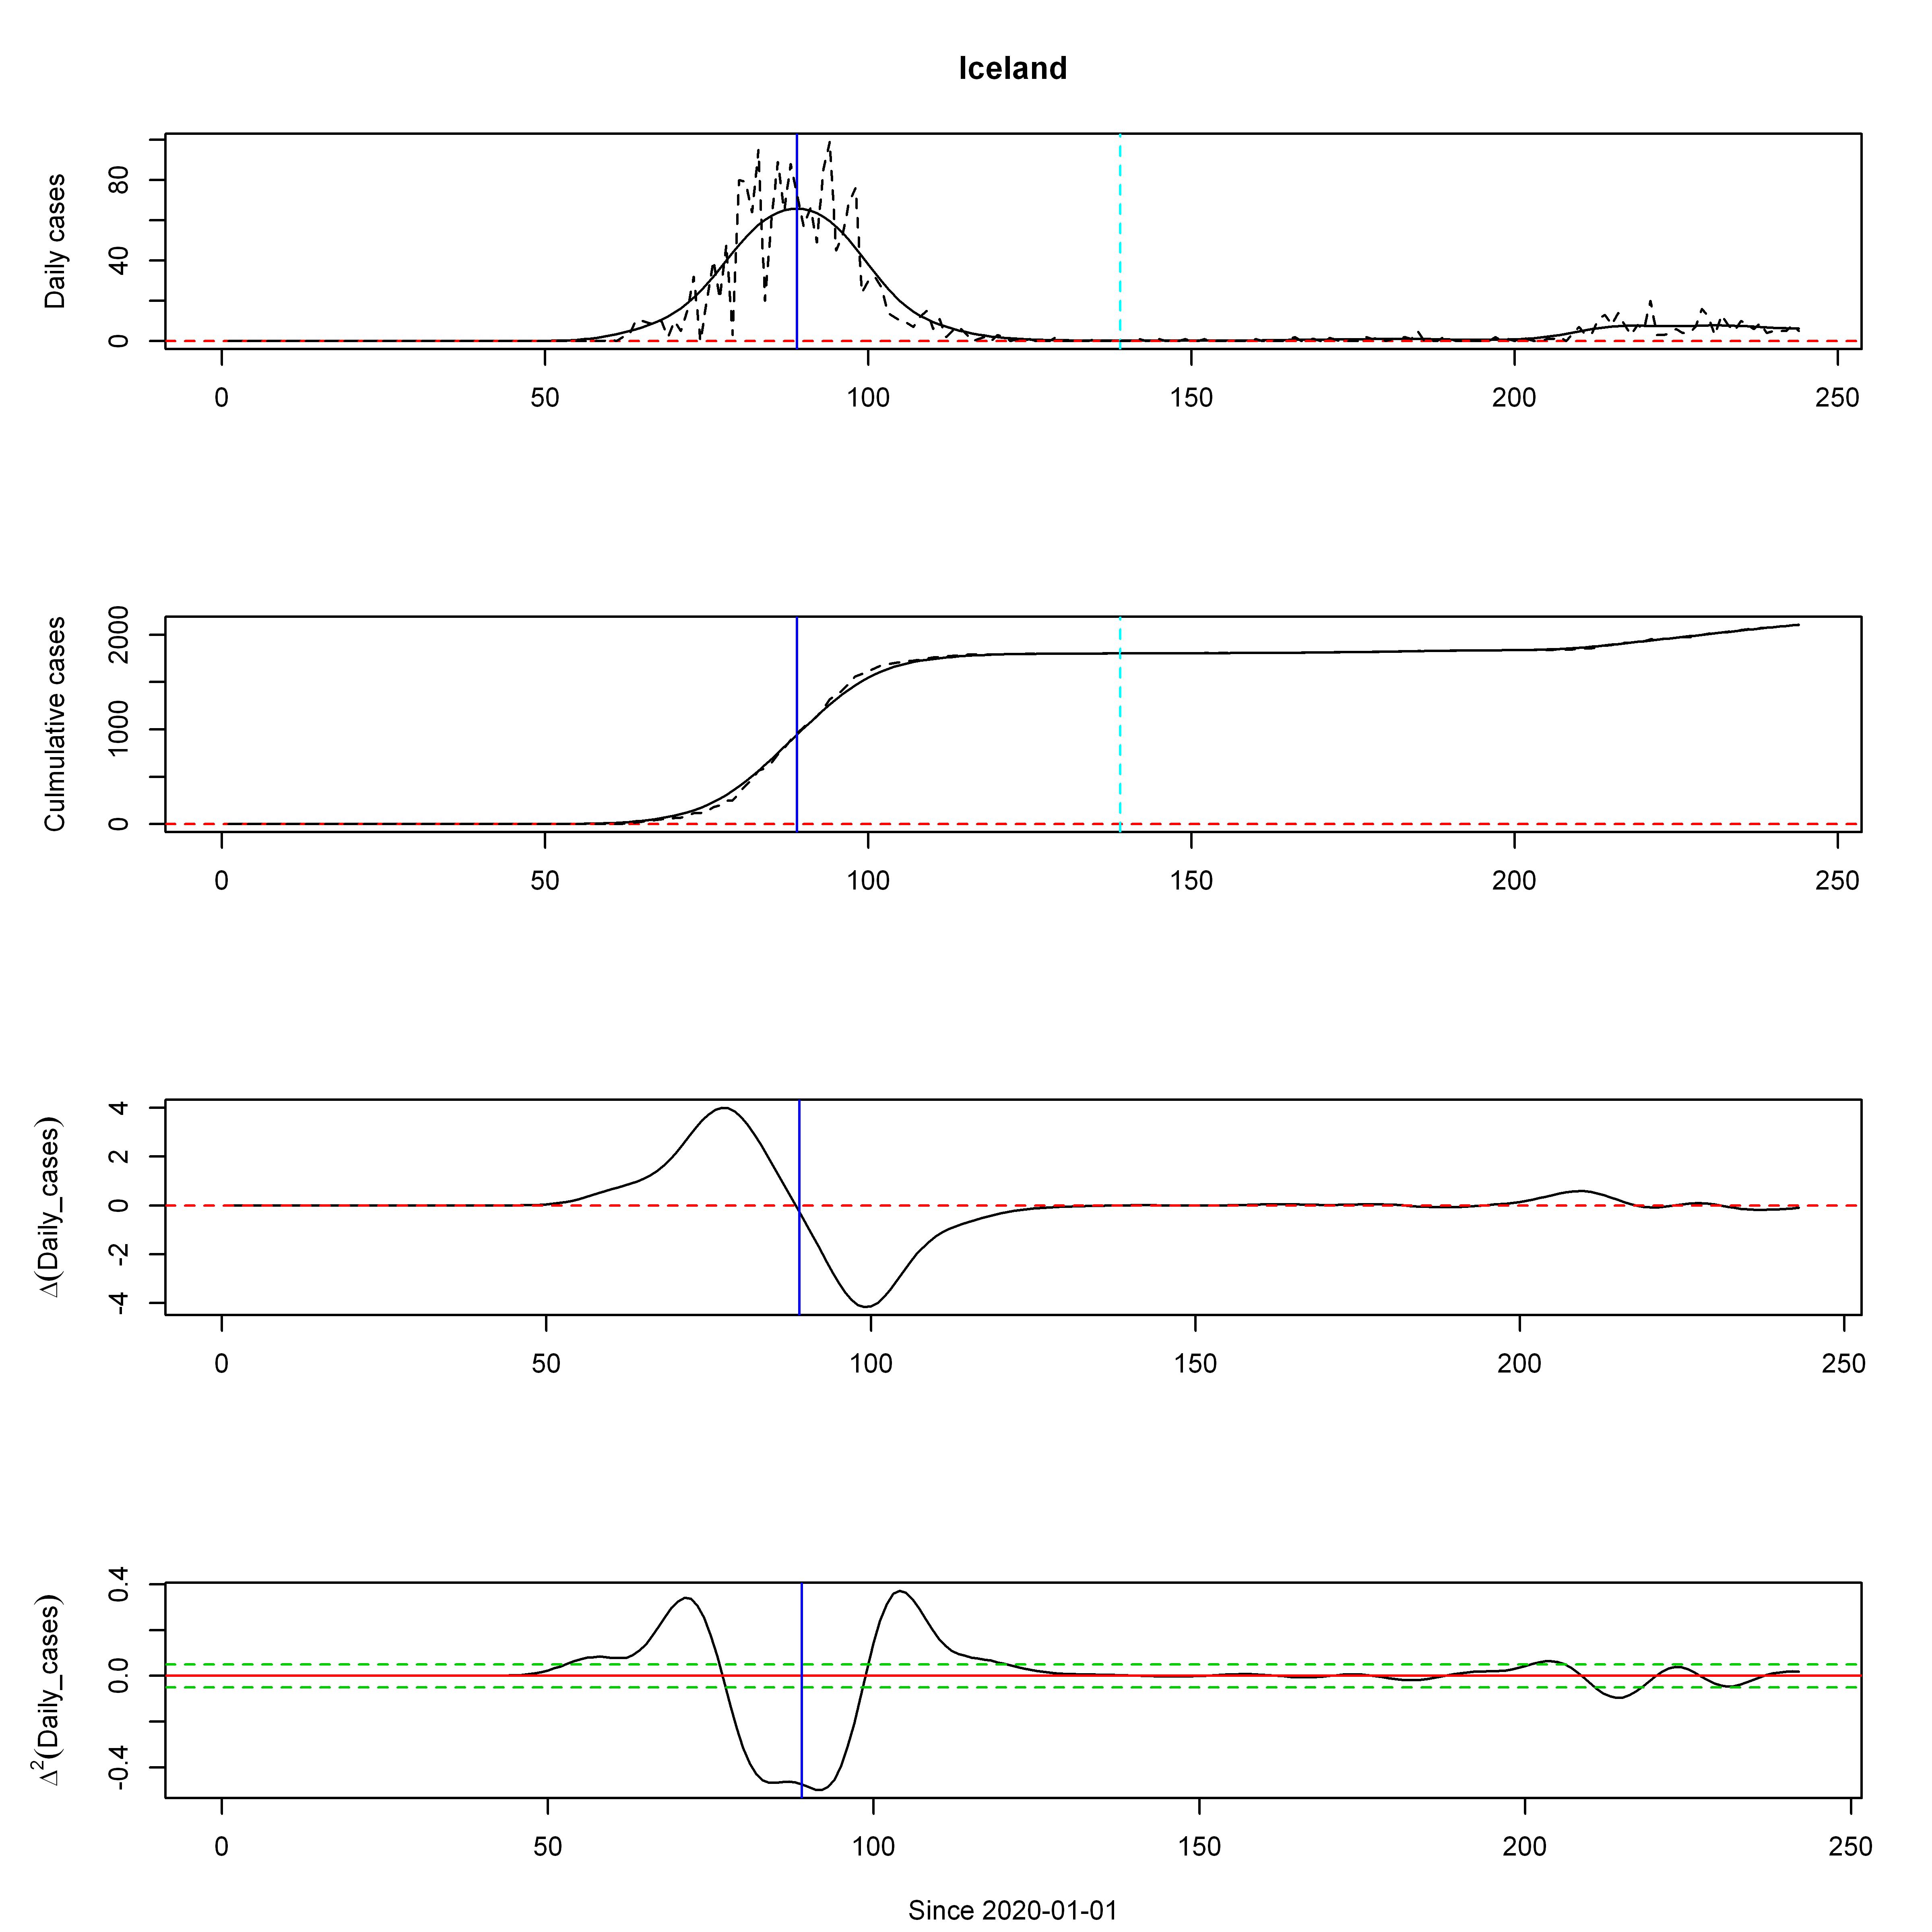 Iceland
Daily cases
80
40
0
0 50 100 150 200 250
Culmulative cases
2000
1000
0
0 50 100 150 200 250
Δ(Daily_cases)
4
2
0
-2
-4
0 50 100 150 200 250
Δ²(Daily_cases)
0.4
0.0
-0.4
0 50 100 150 200 250
Since 2020-01-01